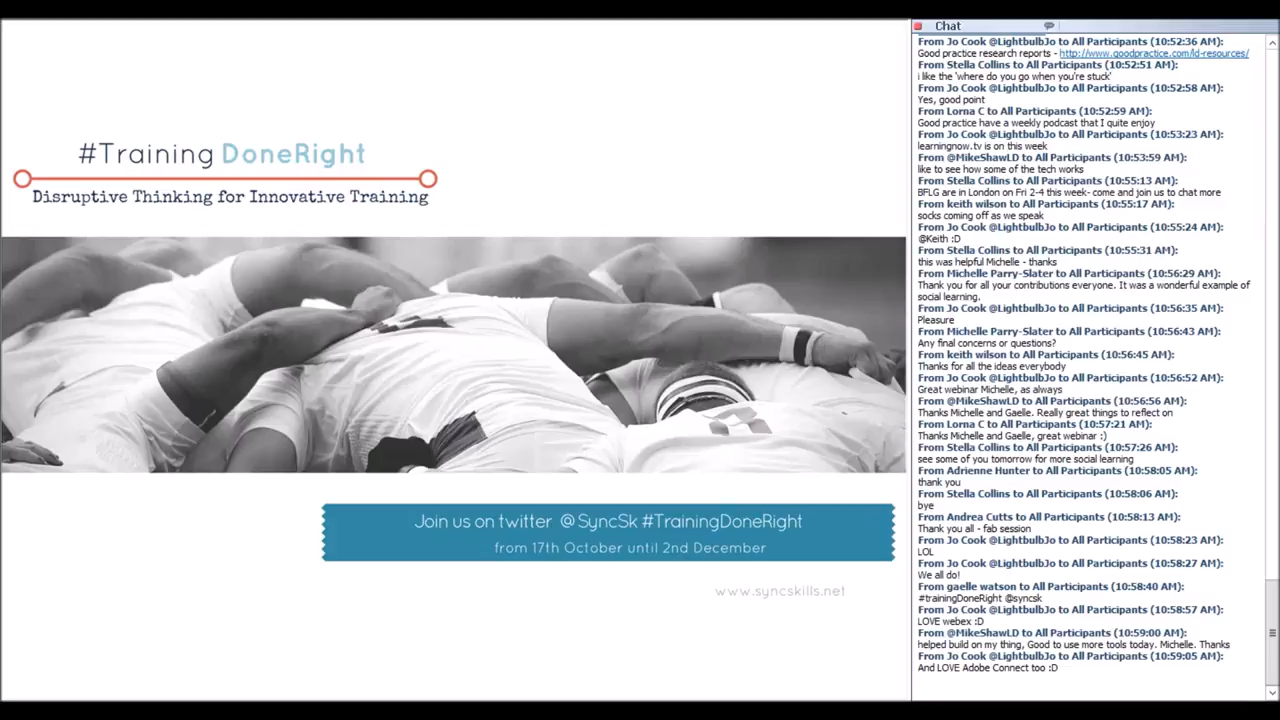 #Training DoneRight
Disruptive Thinking for Innovative Training
Join us on twitter @SyncSk #TrainingDoneRight
from 17th October until 2nd December
www.syncskills.net
Chat
From Jo Cook @LightbulbJo to All Participants (10:52:36 AM):
Good practice research reports - http://www.goodpractice.com/ld-resources/
From Stella Collins to All Participants (10:52:51 AM):
i like the 'where do you go when you're stuck'
From Jo Cook @LightbulbJo to All Participants (10:52:58 AM):
Yes, good point
From Lorna C to All Participants (10:52:59 AM):
Good practice have a weekly podcast that I quite enjoy
From Jo Cook @LightbulbJo to All Participants (10:53:23 AM):
learningnow.tv is on this week
From @MikeShawLD to All Participants (10:53:59 AM):
like to see how some of the tech works
From Stella Collins to All Participants (10:55:13 AM):
BFLG are in London on Fri 2-4 this week- come and join us to chat more
From keith wilson to All Participants (10:55:17 AM):
socks coming off as we speak
From Jo Cook @LightbulbJo to All Participants (10:55:24 AM):
@Keith :D
From Stella Collins to All Participants (10:55:31 AM):
this was helpful Michelle - thanks
From Michelle Parry-Slater to All Participants (10:56:29 AM):
Thank you for all your contributions everyone. It was a wonderful example of
social learning.
From Jo Cook @LightbulbJo to All Participants (10:56:35 AM):
Pleasure
From Michelle Parry-Slater to All Participants (10:56:43 AM):
Any final concerns or questions?
From keith wilson to All Participants (10:56:45 AM):
Thanks for all the ideas everybody
From Jo Cook @LightbulbJo to All Participants (10:56:52 AM):
Great webinar Michelle, as always
From @MikeShawLD to All Participants (10:56:56 AM):
Thanks Michelle and Gaelle. Really great things to reflect on
From Lorna C to All Participants (10:57:21 AM):
Thanks Michelle and Gaelle, great webinar :)
From Stella Collins to All Participants (10:57:26 AM):
see some of you tomorrow for more social learning
From Adrienne Hunter to All Participants (10:58:05 AM):
thank you
From Stella Collins to All Participants (10:58:06 AM):
bye
From Andrea Cutts to All Participants (10:58:13 AM):
Thank you all - fab session
From Jo Cook @LightbulbJo to All Participants (10:58:23 AM):
LOL
From Jo Cook @LightbulbJo to All Participants (10:58:27 AM):
We all do!
From gaelle watson to All Participants (10:58:40 AM):
#trainingDoneRight @syncsk
From Jo Cook @LightbulbJo to All Participants (10:58:57 AM):
LOVE webex :D
From @MikeShawLD to All Participants (10:59:00 AM):
helped build on my thing, Good to use more tools today. Michelle. Thanks
From Jo Cook @LightbulbJo to All Participants (10:59:05 AM):
And LOVE Adobe Connect too :D